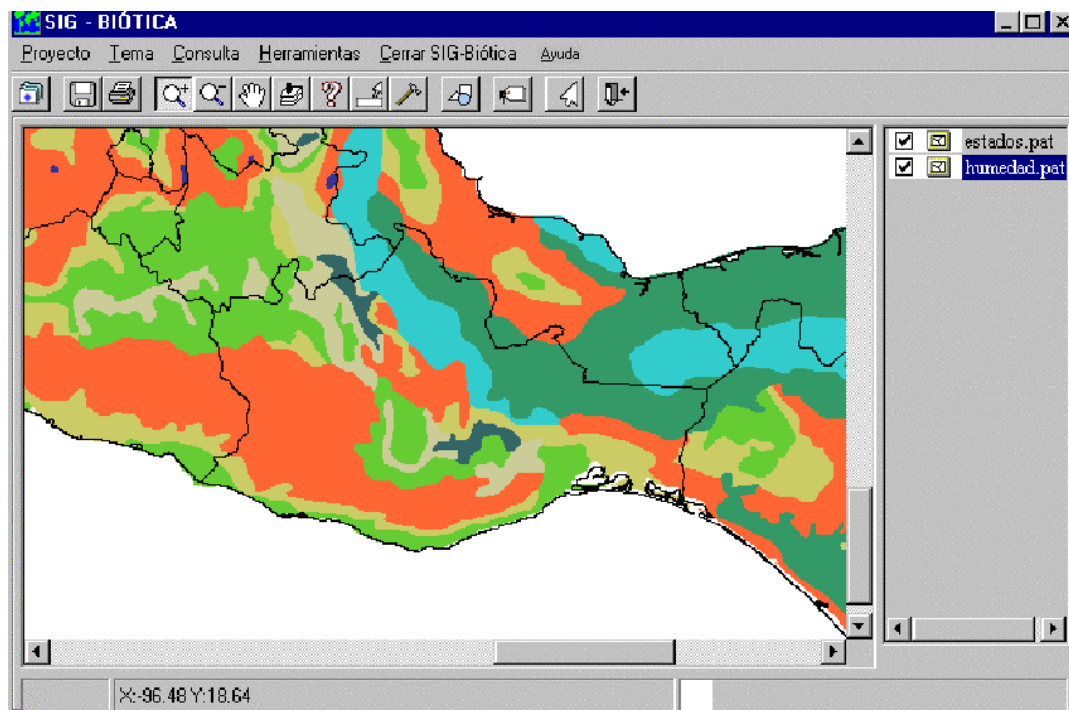 SIG - BIÓTICA
Proyecto Tema Consulta Herramientas Cerrar SIG-Biótica Ayuda
estados.pat
humedad.pat
X:-96.48 Y:18.64